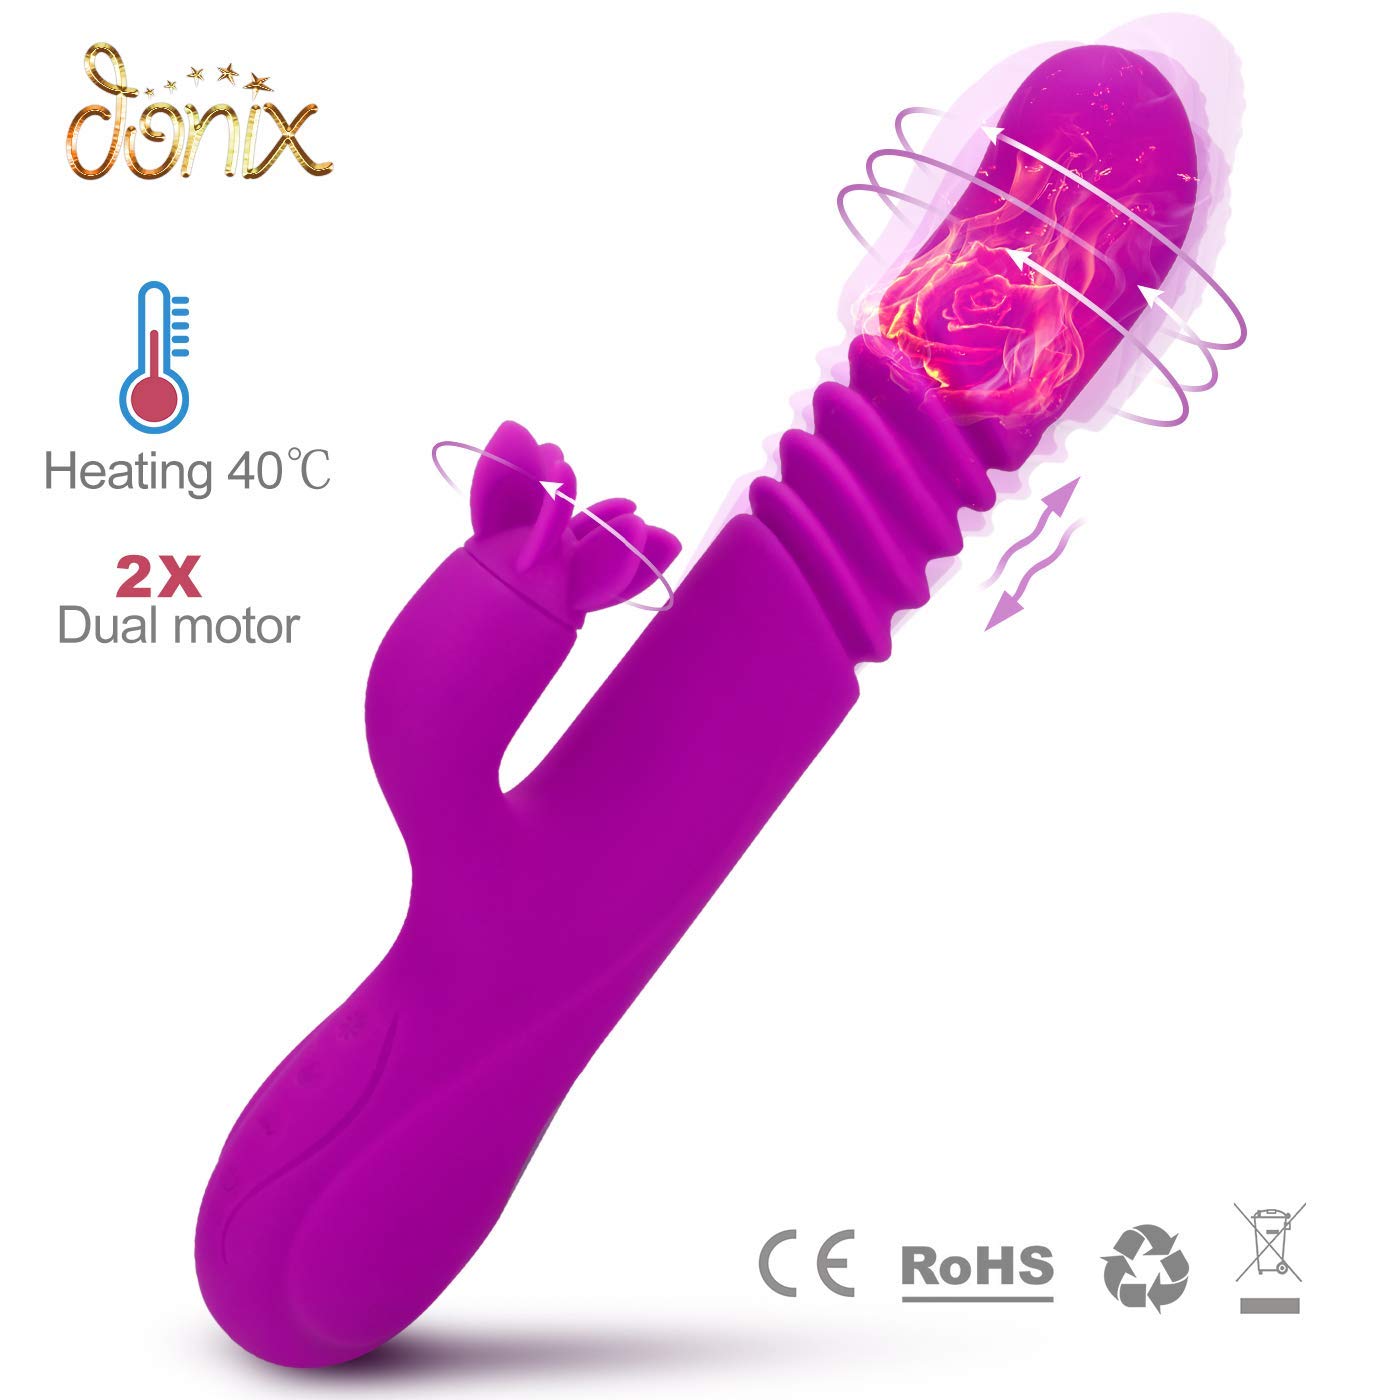 donix
Heating 40℃
2X
Dual motor
CE
RoHS